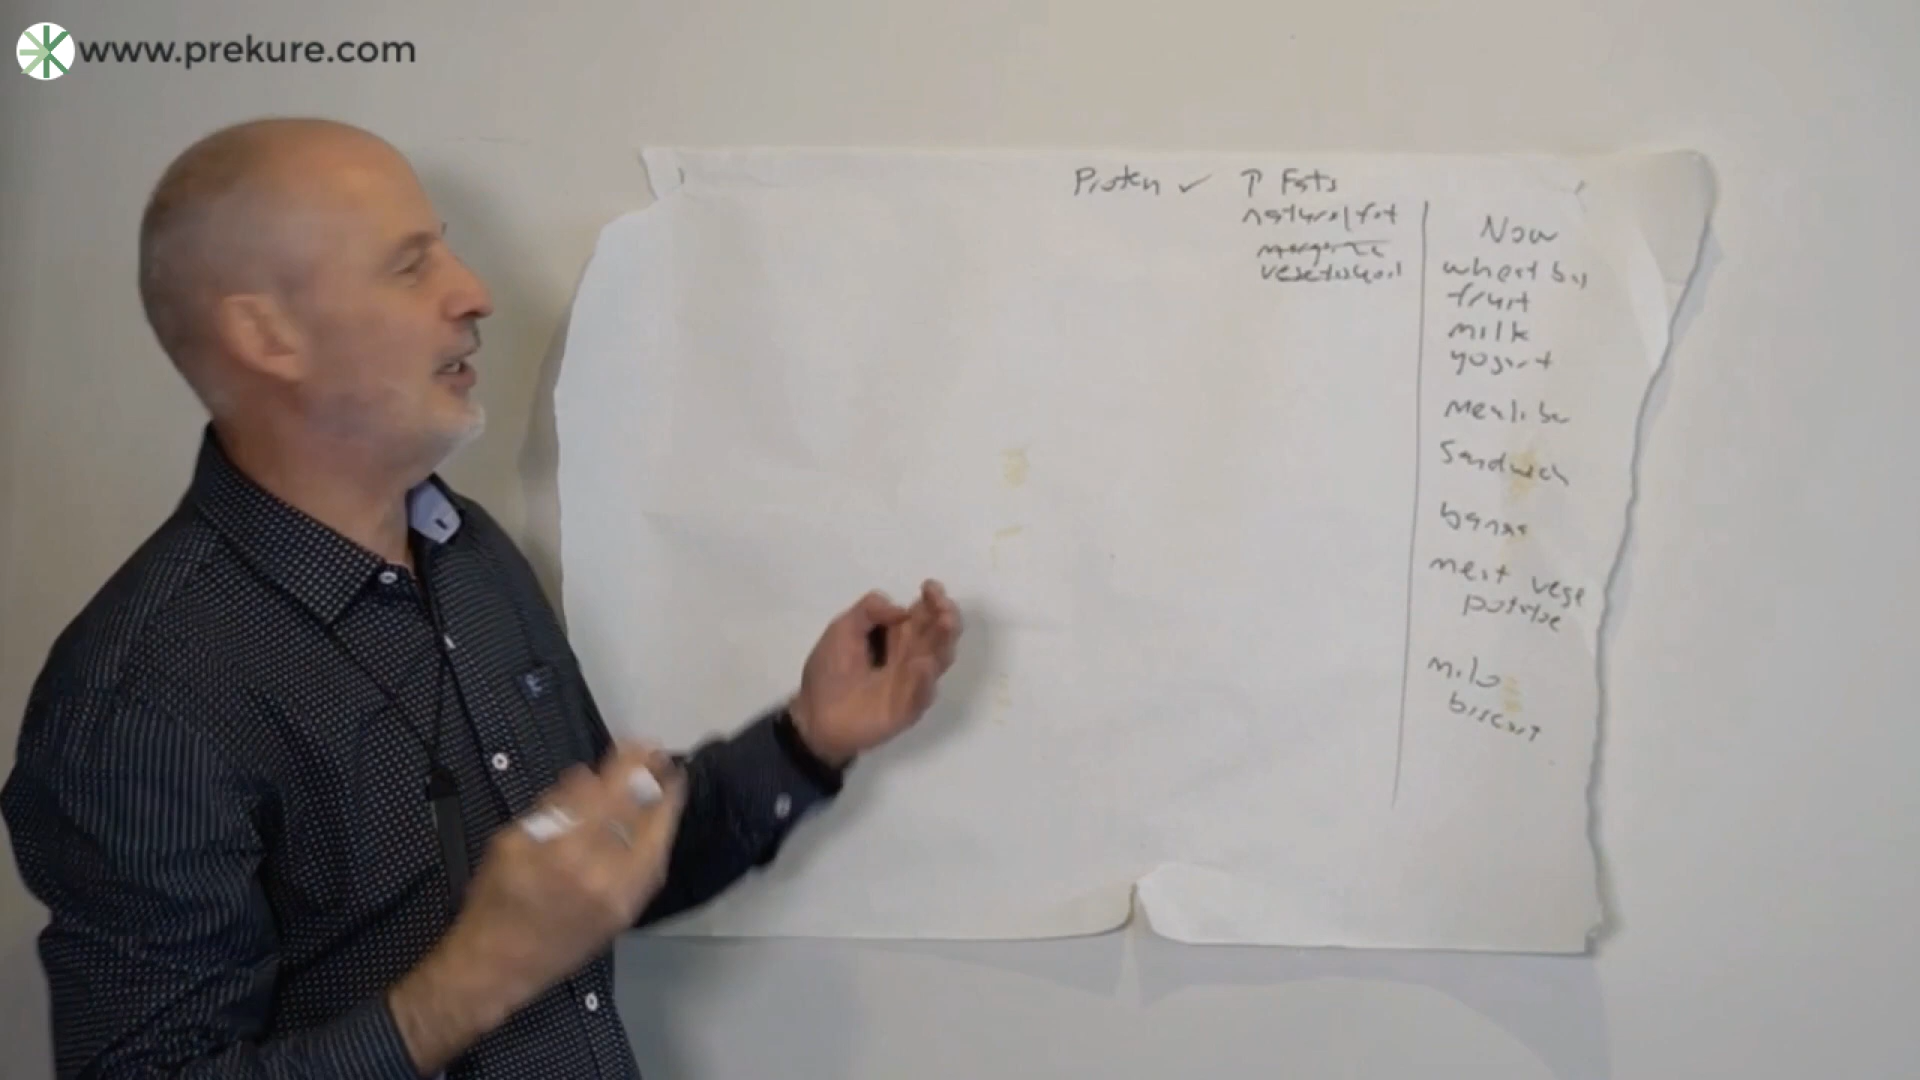 www.prekure.com
Protein ✓ ↑ Fats
natural fat
margarine
vegetable oil
Now
wheat bix
fruit
milk
yogurt
Sandwich
meat vege
milo
biscuit